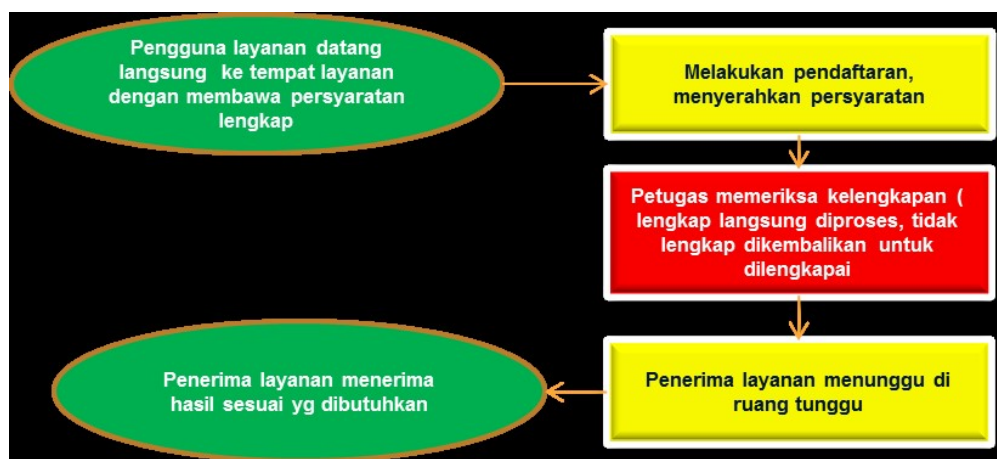 Pengguna layanan datang
langsung ke tempat layanan
dengan membawa persyaratan
lengkap
Melakukan pendaftaran,
menyerahkan persyaratan
Petugas memeriksa kelengkapan (
lengkap langsung diproses, tidak
lengkap dikembalikan untuk
dilengkapai
Penerima layanan menunggu di
ruang tunggu
Penerima layanan menerima
hasil sesuai yg dibutuhkan